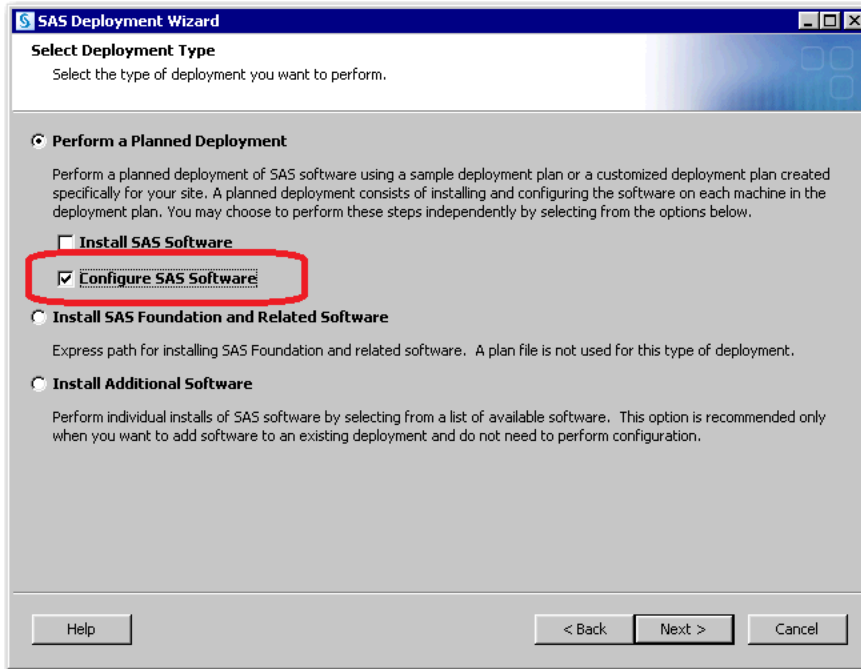 SAS Deployment Wizard
Select Deployment Type
Select the type of deployment you want to perform.
Perform a Planned Deployment
Perform a planned deployment of SAS software using a sample deployment plan or a customized deployment plan created
specifically for your site. A planned deployment consists of installing and configuring the software on each machine in the
deployment plan. You may choose to perform these steps independently by selecting from the options below.
Install SAS Software
Configure SAS Software
Install SAS Foundation and Related Software
Express path for installing SAS Foundation and related software. A plan file is not used for this type of deployment.
Install Additional Software
Perform individual installs of SAS software by selecting from a list of available software. This option is recommended only
when you want to add software to an existing deployment and do not need to perform configuration.
Help
< Back
Next >
Cancel